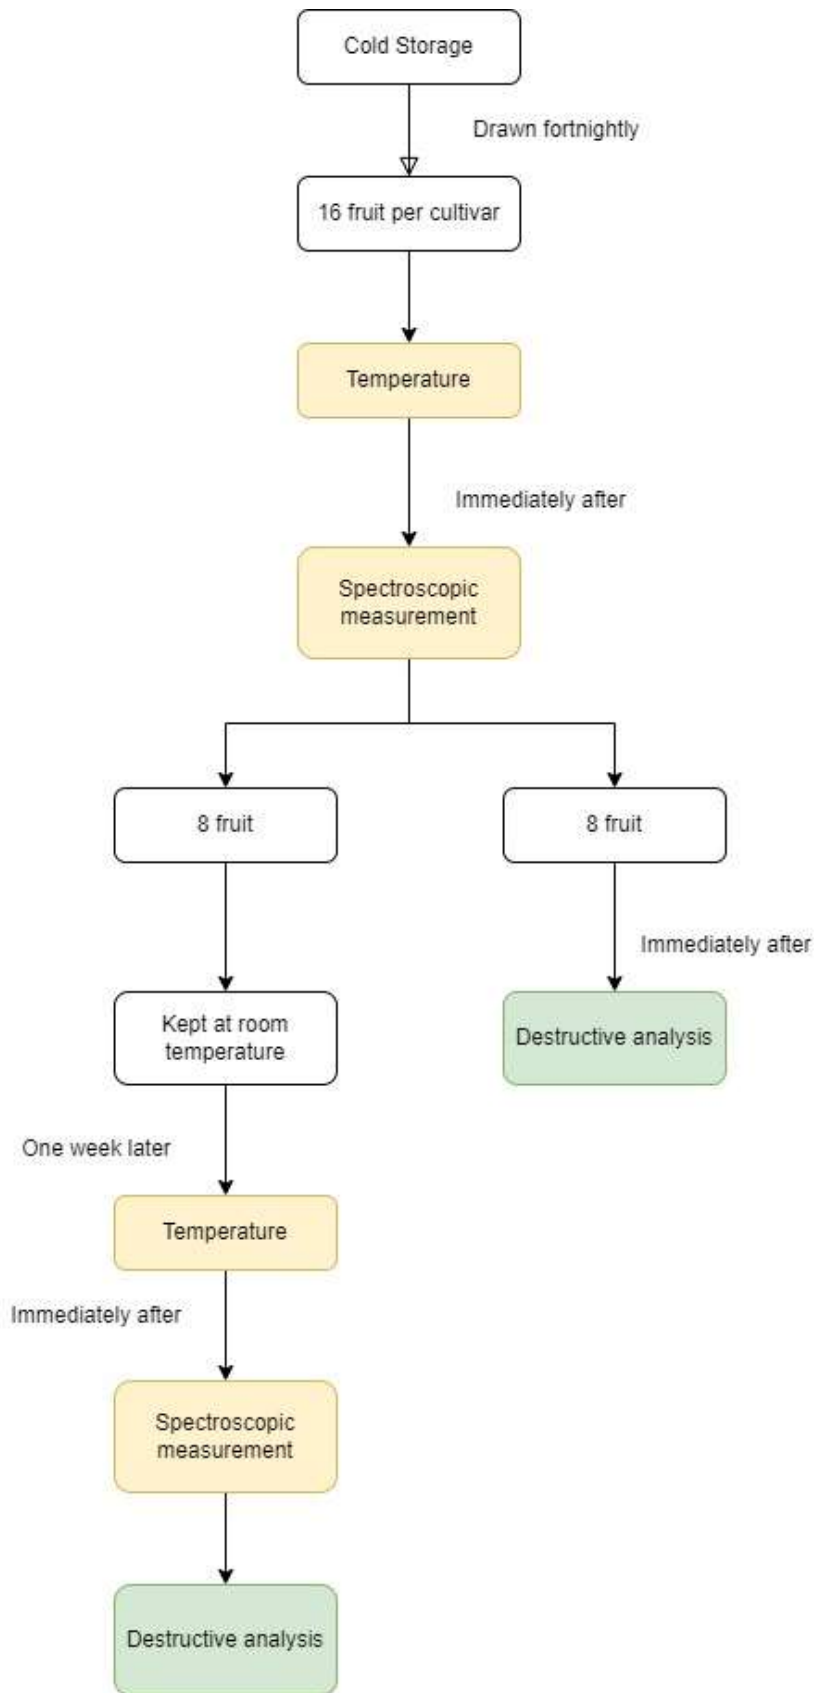 Cold Storage
Drawn fortnightly
16 fruit per cultivar
Temperature
Immediately after
Spectroscopic
measurement
8 fruit
8 fruit
Immediately after
Kept at room
temperature
Destructive analysis
One week later
Temperature
Immediately after
Spectroscopic
measurement
Destructive analysis